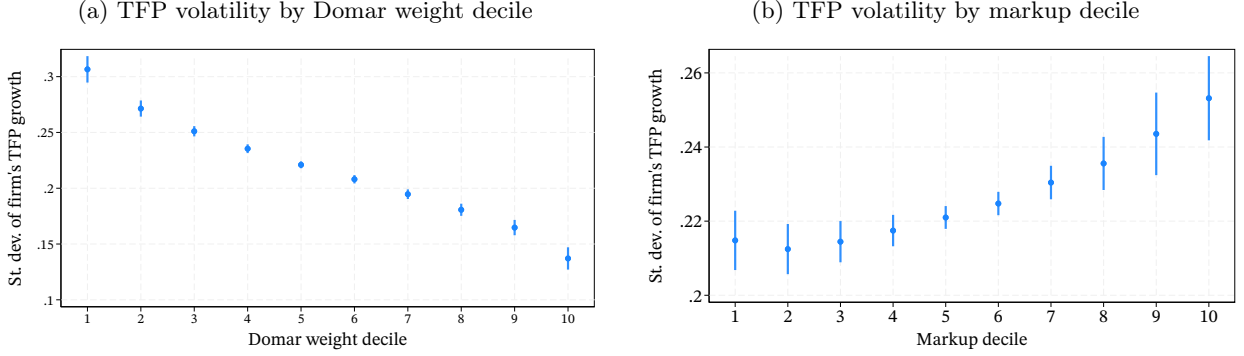 (a) TFP volatility by Domar weight decile
St. dev. of firm's TFP growth
.3
.25
.2
.15
.1
1 2 3 4 5 6 7 8 9 10
Domar weight decile
(b) TFP volatility by markup decile
St. dev. of firm's TFP growth
.26
.24
.22
.2
1 2 3 4 5 6 7 8 9 10
Markup decile